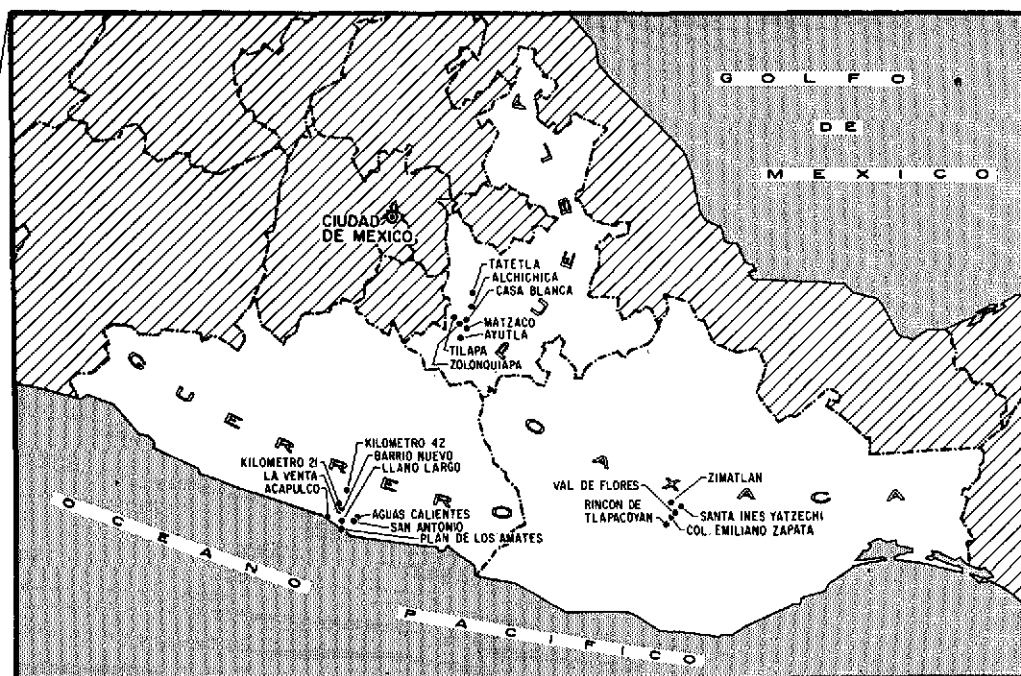 GOLFO
DE
MEXICO
CIUDAD
DE MEXICO
PUEBLA
TATETLA
ALCHICHICA
CASA BLANCA
MATZACO
AYUTLA
TILAPA
ZOLONQUIAPA
GUERRERO
KILOMETRO 42
BARRIO NUEVO
LLANO LARGO
KILOMETRO 21
LA VENTA
ACAPULCO
AGUAS CALIENTES
SAN ANTONIO
PLAN DE LOS AMATES
OAXACA
VAL DE FLORES
ZIMATLAN
RINCON DE
TLAPACOYAN
SANTA INES YATZECHI
COL. EMILIANO ZAPATA
OCEANO
PACIFICO